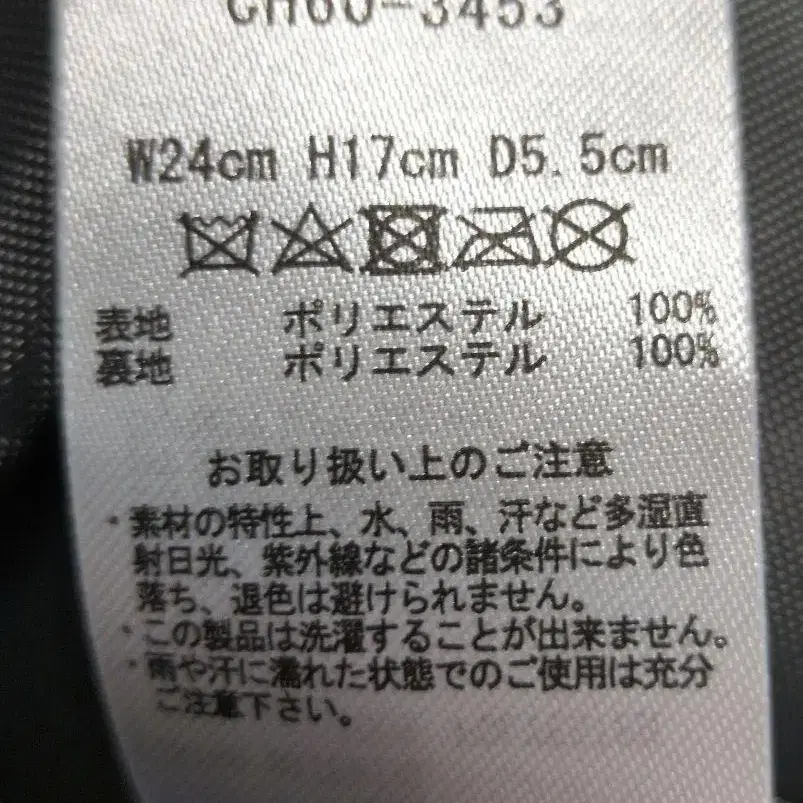 CH60-3453
W24cm H17cm D5.5cm
表地 ポリエステル 100%
裏地 ポリエステル 100%
お取り扱い上のご注意
・素材の特性上、水、雨、汗など多湿直
射日光、紫外線などの諸条件により色
落ち、退色は避けられません。
・この製品は洗濯することが出来ません。
・雨や汗に濡れた状態でのご使用は充分
ご注意下さい。